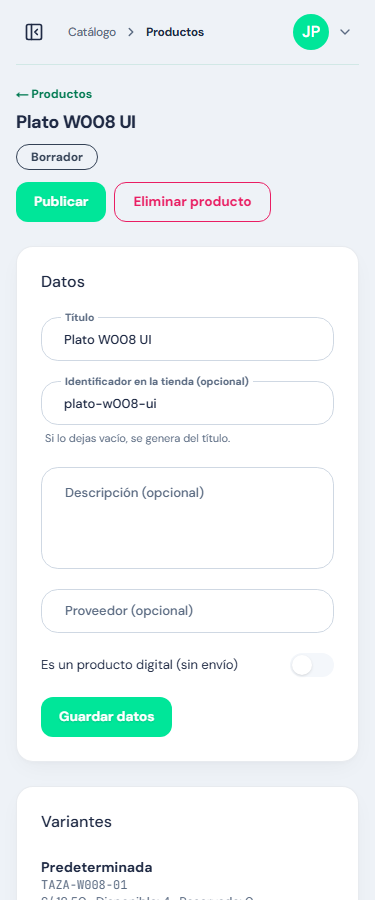 Catálogo > Productos
JP
← Productos
Plato W008 UI
Borrador
Publicar
Eliminar producto
Datos
Título
Plato W008 UI
Identificador en la tienda (opcional)
plato-w008-ui
Si lo dejas vacío, se genera del título.
Descripción (opcional)
Proveedor (opcional)
Es un producto digital (sin envío)
Guardar datos
Variantes
Predeterminada
TAZA-W008-01